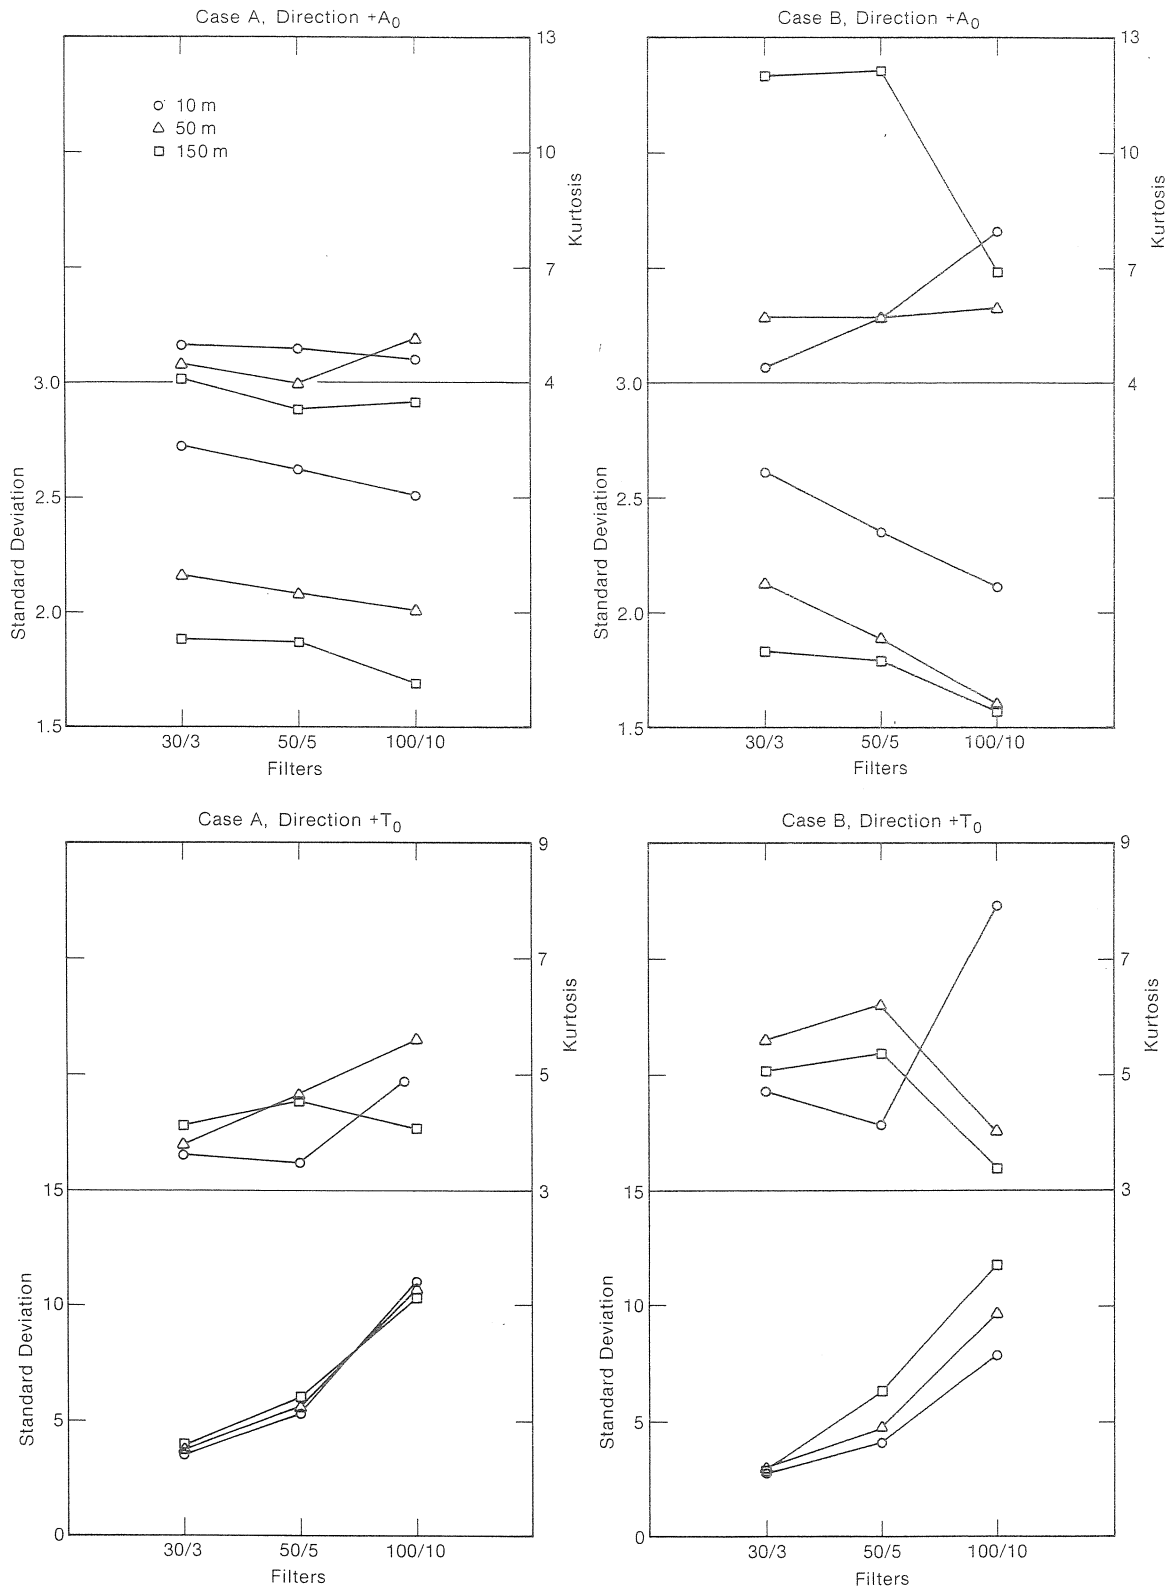 Case A, Direction +A0
Case B, Direction +A0
10 m
50 m
150 m
13
10
7
4
Kurtosis
3.0
2.5
2.0
1.5
Standard Deviation
30/3 50/5 100/10
Filters
13
10
7
4
Kurtosis
3.0
2.5
2.0
1.5
Standard Deviation
30/3 50/5 100/10
Filters
Case A, Direction +T0
Case B, Direction +T0
9
7
5
3
Kurtosis
15
10
5
0
Standard Deviation
30/3 50/5 100/10
Filters
9
7
5
3
Kurtosis
15
10
5
0
Standard Deviation
30/3 50/5 100/10
Filters